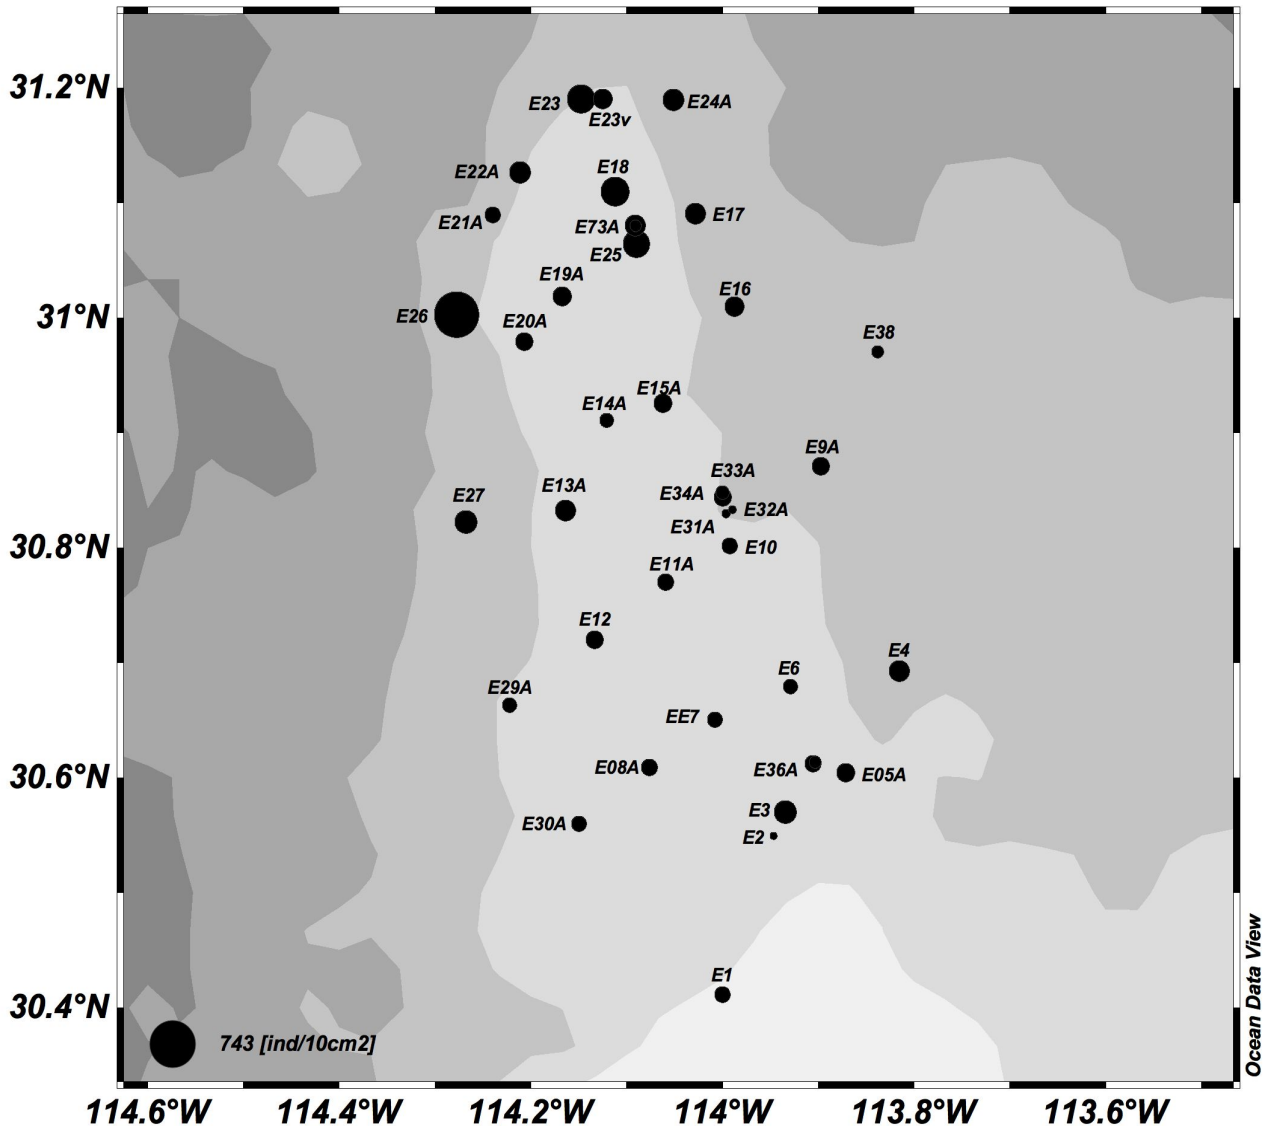 31.2°N
E23
E23v
E24A
E22A
E18
E21A
E73A
E17
E25
E19A
E16
31°N
E26
E20A
E38
E15A
E14A
E9A
E33A
E27
E13A
E34A
E32A
E31A
30.8°N
E10
E11A
E12
E4
E6
E29A
EE7
E08A
E36A
E05A
30.6°N
E3
E30A
E2
E1
30.4°N
743 [ind/10cm2]
Ocean Data View
114.6°W
114.4°W
114.2°W
114°W
113.8°W
113.6°W